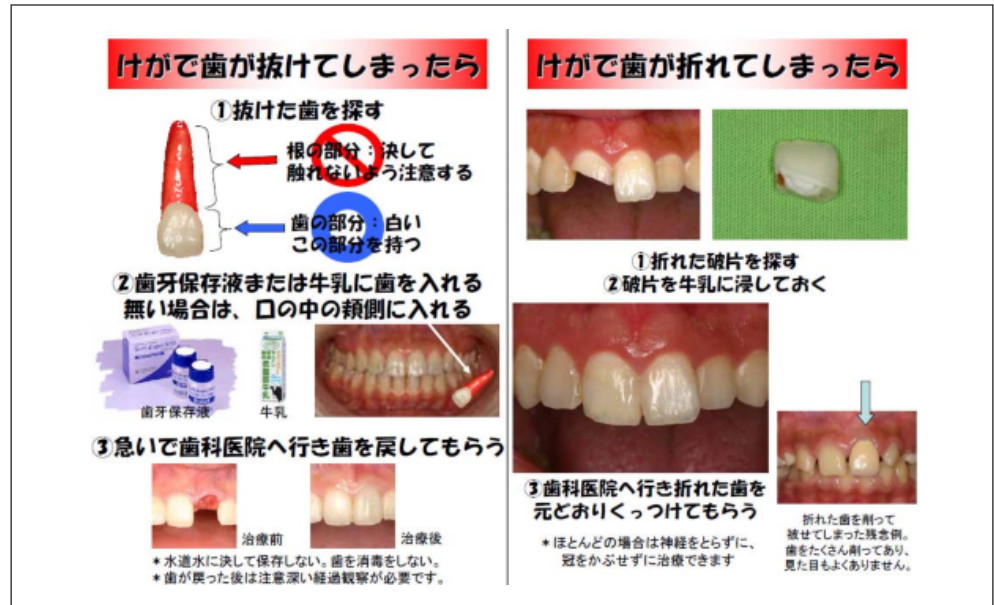 けがで歯が抜けてしまったら
①抜けた歯を探す
根の部分：決して
触れないよう注意する
歯の部分：白い
この部分を持つ
②歯牙保存液または牛乳に歯を入れる
無い場合は、口の中の頬側に入れる
歯牙保存液
牛乳
③急いで歯科医院へ行き歯を戻してもらう
治療前
治療後
＊水道水に決して保存しない。歯を消毒をしない。
＊歯が戻った後は注意深い経過観察が必要です。
けがで歯が折れてしまったら
①折れた破片を探す
②破片を牛乳に浸しておく
③歯科医院へ行き折れた歯を
元どおりくっつけてもらう
＊ほとんどの場合は神経をとらずに、
冠をかぶせずに治療できます
折れた歯を削って
被せてしまった残念例。
歯をたくさん削ってあり、
見た目もよくありません。